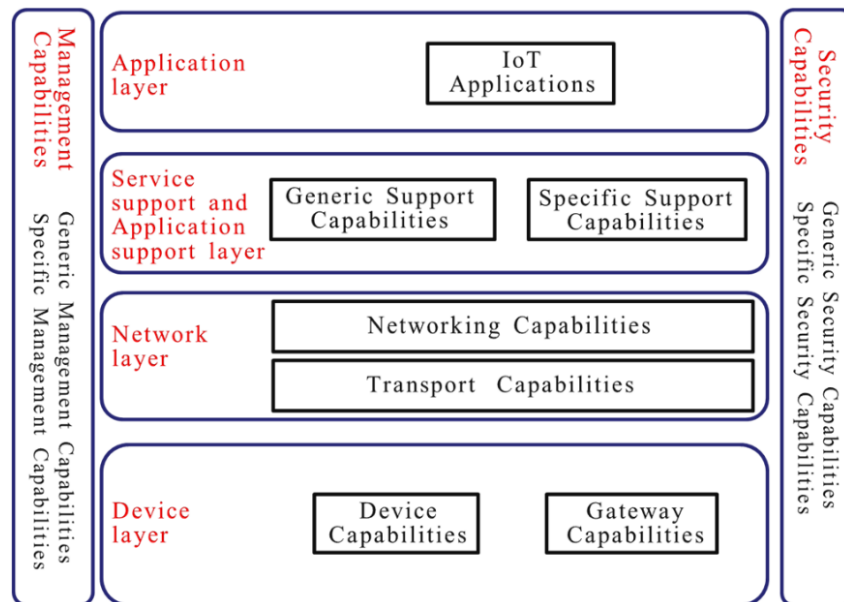 Management
Capabilities
Generic Management Capabilities
Specific Management Capabilities
Application
layer
IoT
Applications
Service
support and
Application
support layer
Generic Support
Capabilities
Specific Support
Capabilities
Network
layer
Networking Capabilities
Transport Capabilities
Device
layer
Device
Capabilities
Gateway
Capabilities
Security
Capabilities
Generic Security Capabilities
Specific Security Capabilities